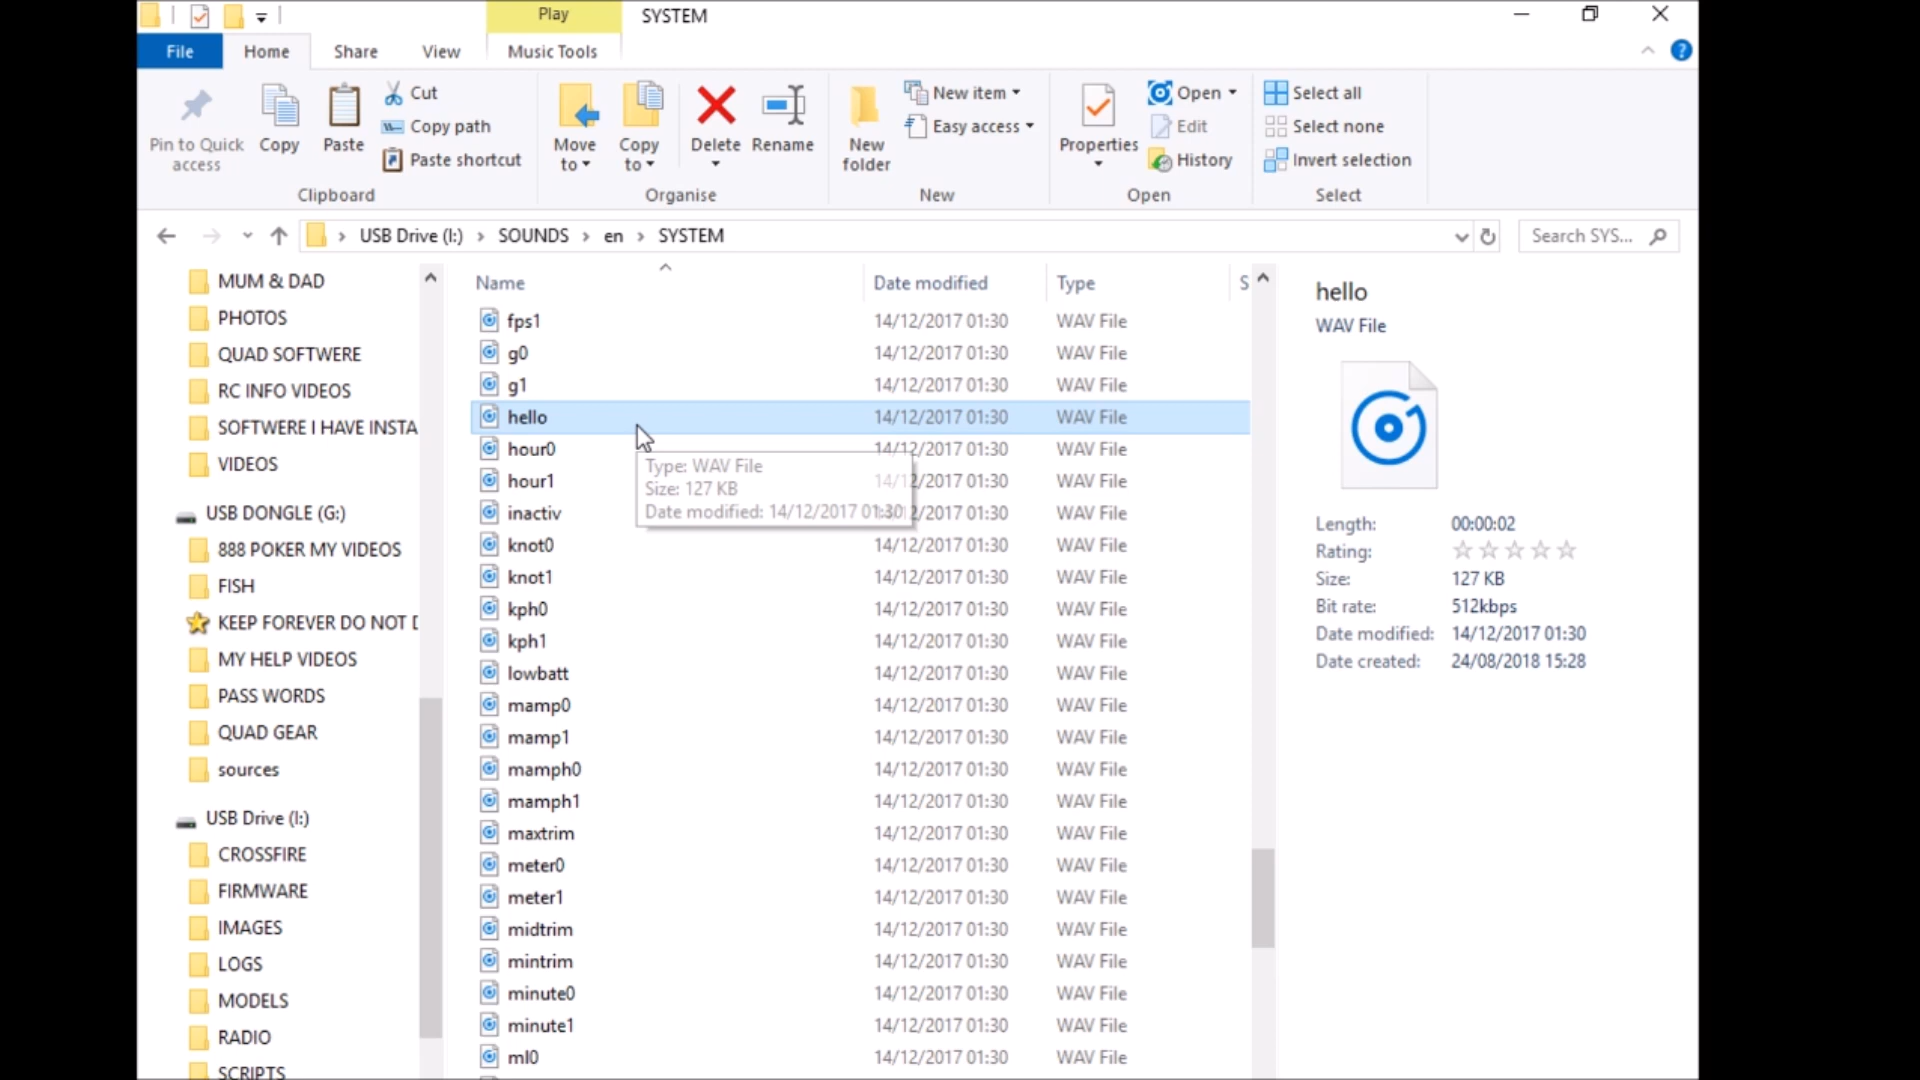 Play
SYSTEM
File
Home
Share
View
Music Tools
Pin to Quick access
Copy
Paste
Cut
Copy path
Paste shortcut
Clipboard
Move to
Copy to
Delete
Rename
Organise
New folder
New item
Easy access
New
Properties
Open
Edit
History
Open
Select all
Select none
Invert selection
Select
USB Drive (I:) > SOUNDS > en > SYSTEM
Search SYS...
MUM & DAD
PHOTOS
QUAD SOFTWERE
RC INFO VIDEOS
SOFTWERE I HAVE INSTA
VIDEOS
USB DONGLE (G:)
888 POKER MY VIDEOS
FISH
KEEP FOREVER DO NOT D
MY HELP VIDEOS
PASS WORDS
QUAD GEAR
sources
USB Drive (I:)
CROSSFIRE
FIRMWARE
IMAGES
LOGS
MODELS
RADIO
SCRIPTS
Name Date modified Type S
fps1 14/12/2017 01:30 WAV File
g0 14/12/2017 01:30 WAV File
g1 14/12/2017 01:30 WAV File
hello 14/12/2017 01:30 WAV File
hour0 14/12/2017 01:30 WAV File
hour1 14/12/2017 01:30 WAV File
inactiv 2/2017 01:30 WAV File
knot0 14/12/2017 01:30 WAV File
knot1 14/12/2017 01:30 WAV File
kph0 14/12/2017 01:30 WAV File
kph1 14/12/2017 01:30 WAV File
lowbatt 14/12/2017 01:30 WAV File
mamp0 14/12/2017 01:30 WAV File
mamp1 14/12/2017 01:30 WAV File
mamph0 14/12/2017 01:30 WAV File
mamph1 14/12/2017 01:30 WAV File
maxtrim 14/12/2017 01:30 WAV File
meter0 14/12/2017 01:30 WAV File
meter1 14/12/2017 01:30 WAV File
midtrim 14/12/2017 01:30 WAV File
mintrim 14/12/2017 01:30 WAV File
minute0 14/12/2017 01:30 WAV File
minute1 14/12/2017 01:30 WAV File
ml0 14/12/2017 01:30 WAV File
Type: WAV File
Size: 127 KB
Date modified: 14/12/2017 01:30
hello
WAV File
Length: 00:00:02
Rating:
Size: 127 KB
Bit rate: 512kbps
Date modified: 14/12/2017 01:30
Date created: 24/08/2018 15:28